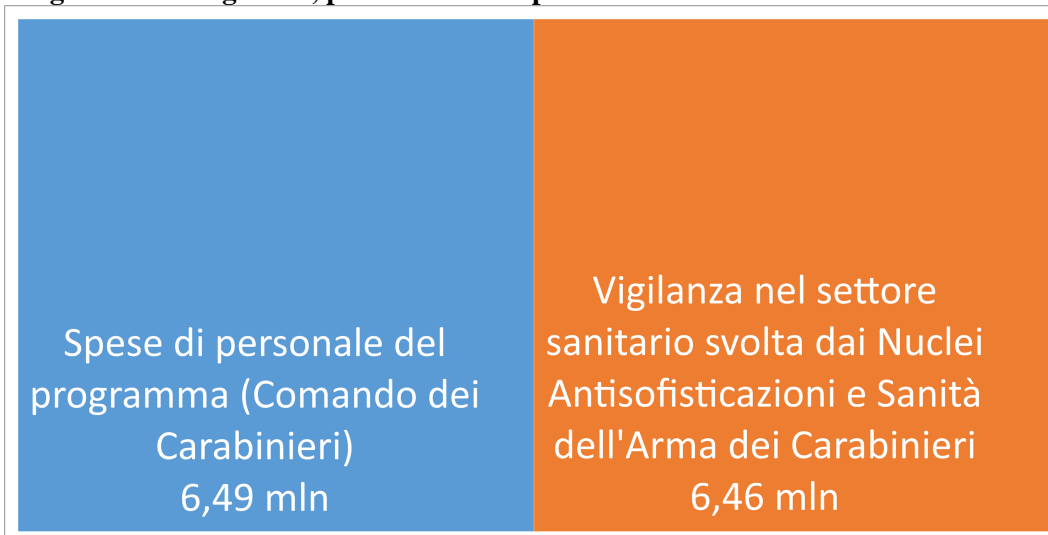 Spese di personale del
programma (Comando dei
Carabinieri)
6,49 mln
Vigilanza nel settore
sanitario svolta dai Nuclei
Antisofisticazioni e Sanità
dell'Arma dei Carabinieri
6,46 mln